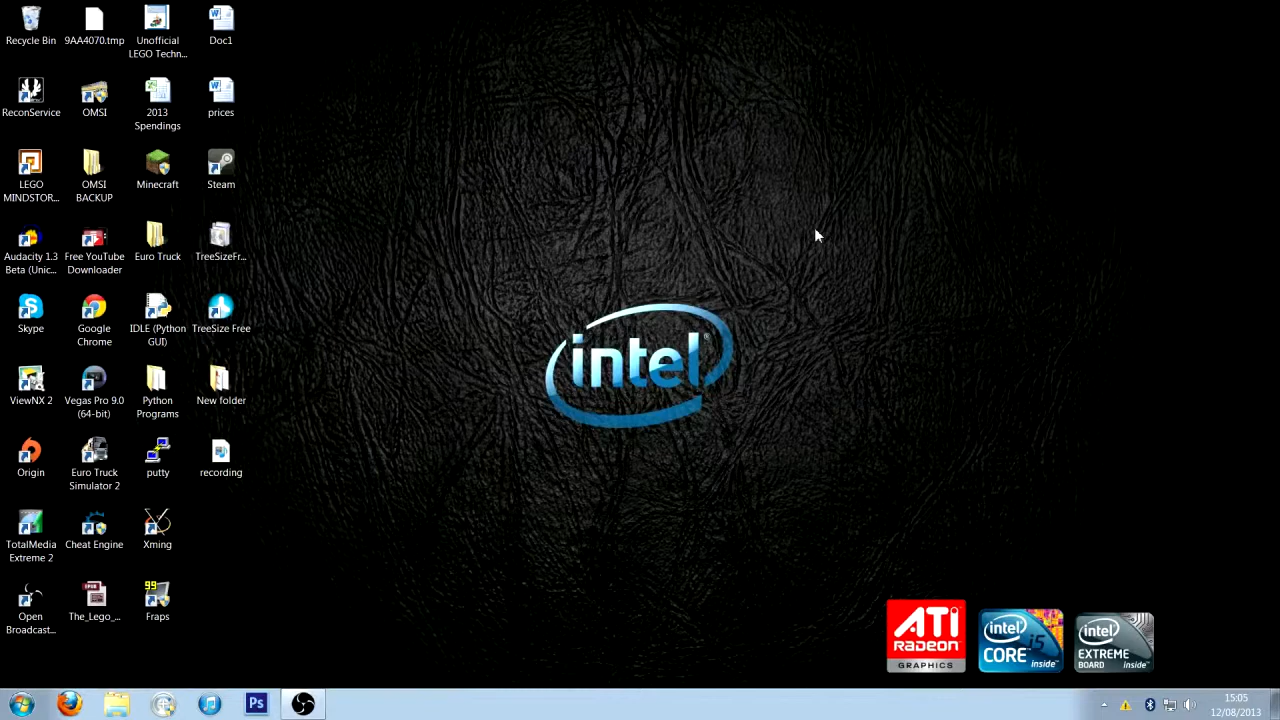 Recycle Bin
9AA4070.tmp
Unofficial
LEGO Techn...
Doc1
ReconService
OMSI
2013
Spendings
prices
LEGO
MINDSTOR...
OMSI
BACKUP
Minecraft
Steam
Audacity 1.3
Beta (Unic...
Free YouTube
Downloader
Euro Truck
TreeSizeFr...
Skype
Google
Chrome
IDLE (Python
GUI)
TreeSize Free
ViewNX 2
Vegas Pro 9.0
(64-bit)
Python
Programs
New folder
Origin
Euro Truck
Simulator 2
putty
recording
TotalMedia
Extreme 2
Cheat Engine
Xming
Open
Broadcast...
The_Lego_...
99
Fraps
intel®
ATI
RADEON
GRAPHICS
intel
CORE i5
inside™
intel
EXTREME
BOARD inside™
Ps
15:05
12/08/2013